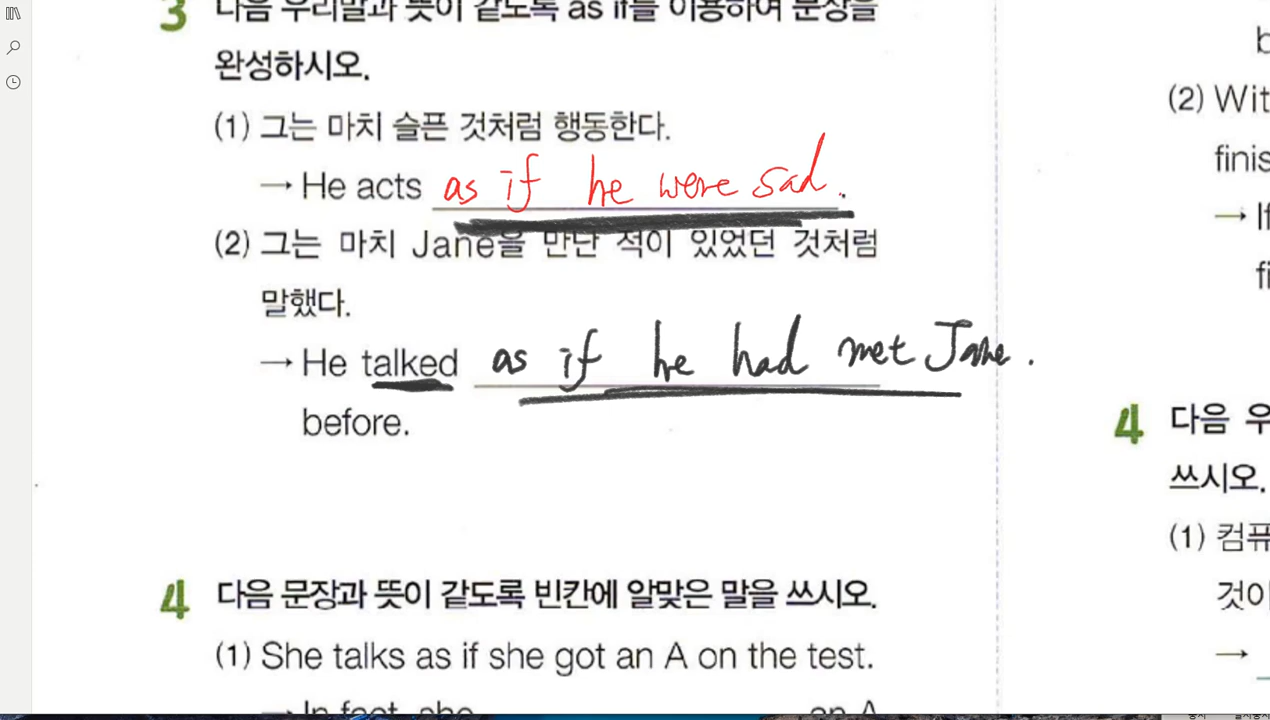 3 다음 우리말과 뜻이 같도록 as if를 이용하여 문장을
완성하시오.
(1) 그는 마치 슬픈 것처럼 행동한다.
→ He acts as if he were sad.
(2) 그는 마치 Jane을 만난 적이 있었던 것처럼
말했다.
→ He talked as if he had met Jane.
before.
4 다음 문장과 뜻이 같도록 빈칸에 알맞은 말을 쓰시오.
(1) She talks as if she got an A on the test.
→ In fact, she an A
b
(2) Wit
finis
→ If
fi
4 다음 우
쓰시오.
(1) 컴퓨
것이
→